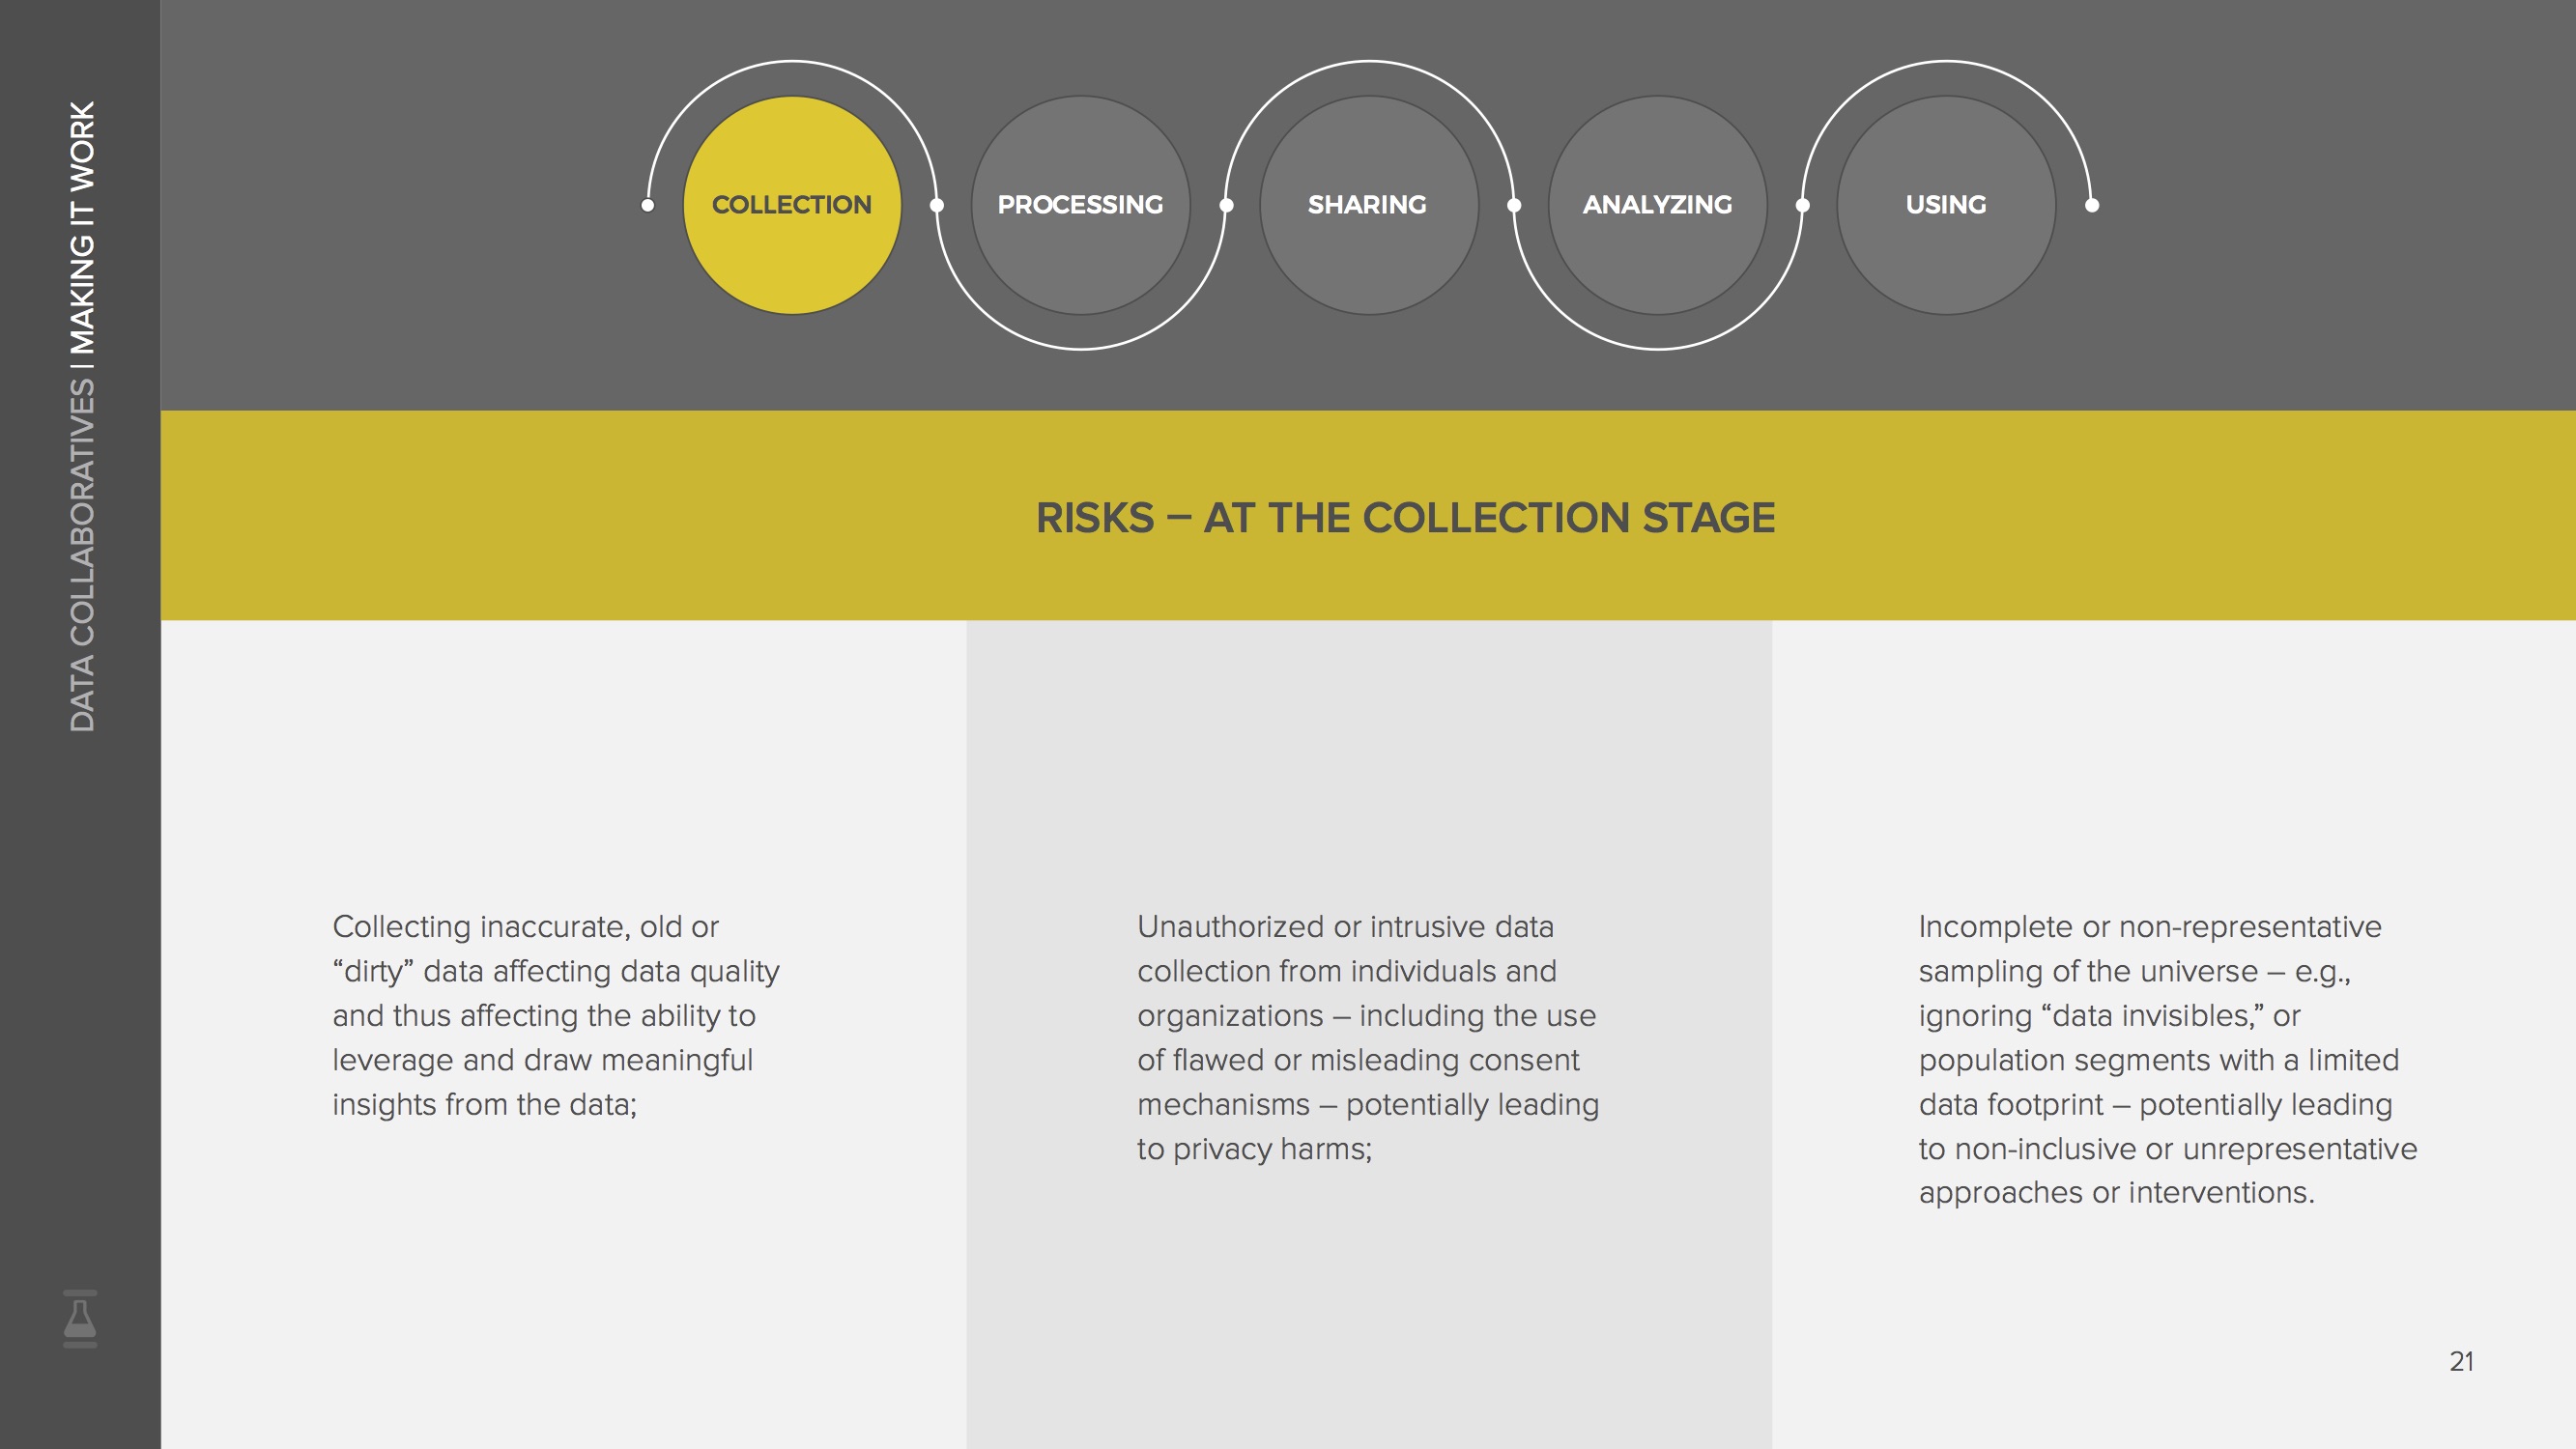 DATA COLLABORATIVES | MAKING IT WORK
COLLECTION
PROCESSING
SHARING
ANALYZING
USING
RISKS – AT THE COLLECTION STAGE
Collecting inaccurate, old or
“dirty” data affecting data quality
and thus affecting the ability to
leverage and draw meaningful
insights from the data;
Unauthorized or intrusive data
collection from individuals and
organizations – including the use
of flawed or misleading consent
mechanisms – potentially leading
to privacy harms;
Incomplete or non-representative
sampling of the universe – e.g.,
ignoring “data invisibles,” or
population segments with a limited
data footprint – potentially leading
to non-inclusive or unrepresentative
approaches or interventions.
21